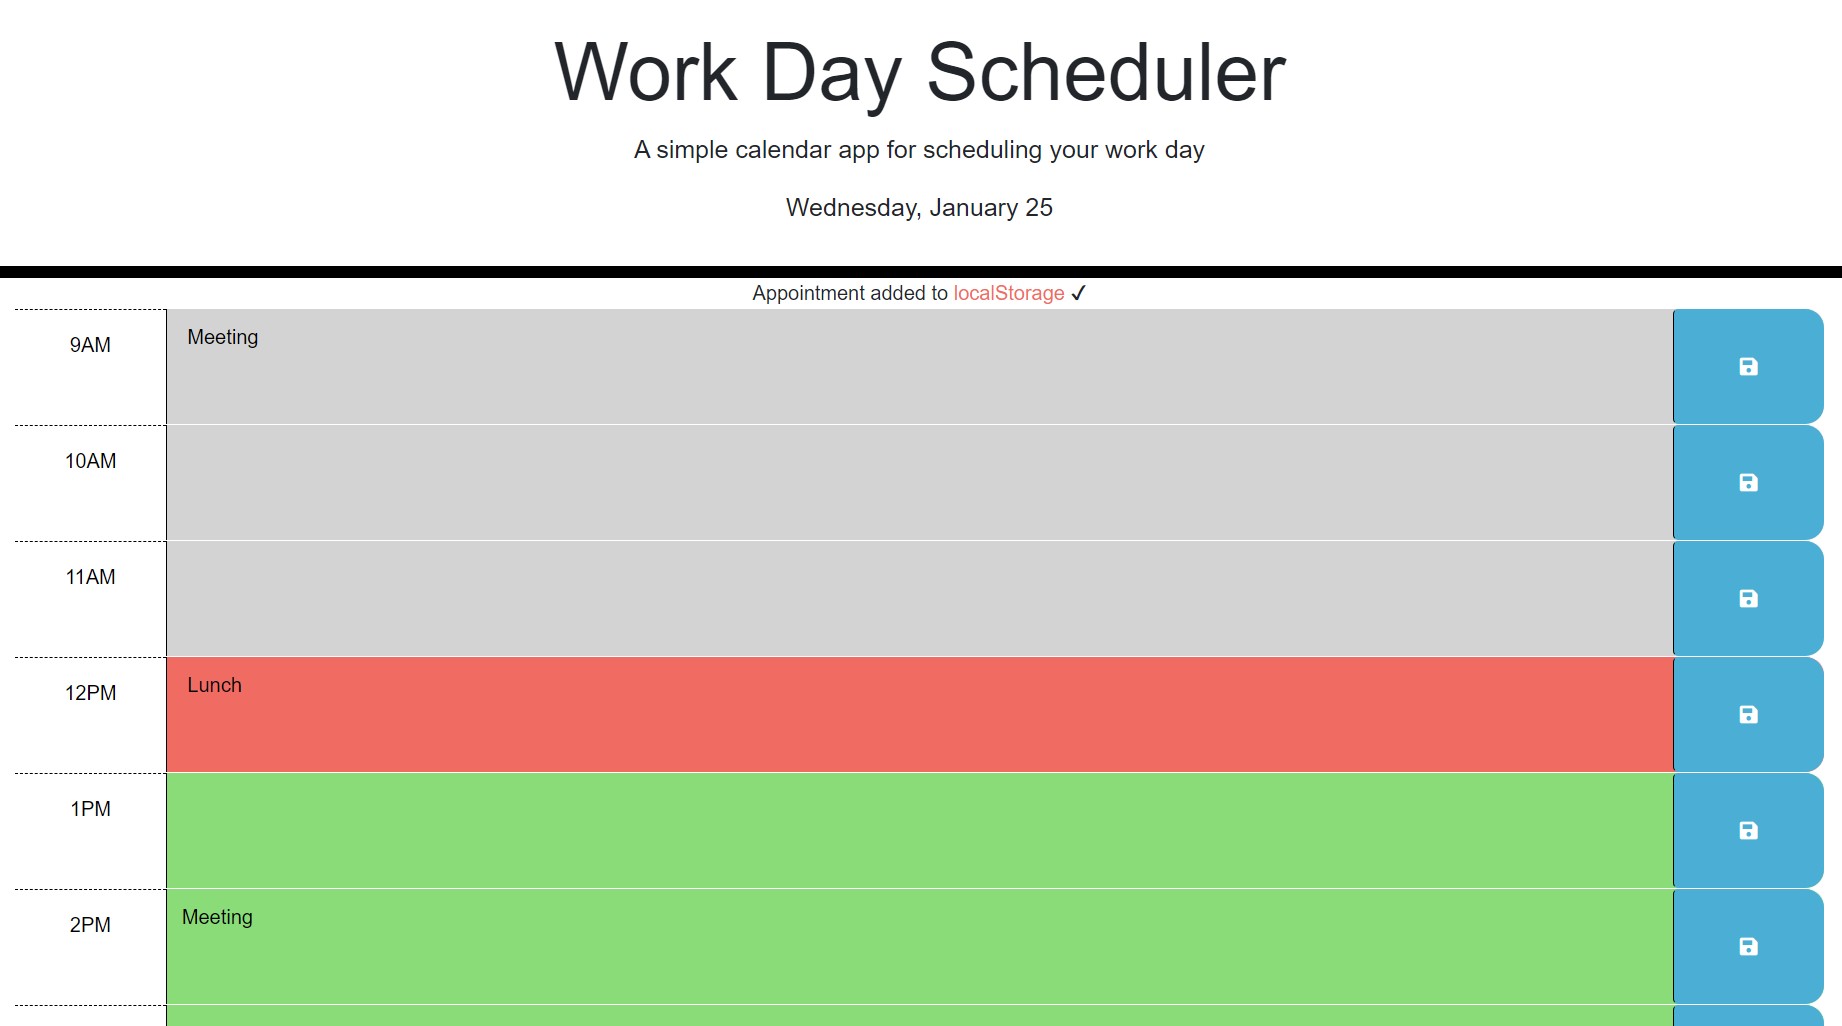 Work Day Scheduler
A simple calendar app for scheduling your work day
Wednesday, January 25
Appointment added to localStorage ✓
9AM Meeting
10AM
11AM
12PM Lunch
1PM
2PM Meeting